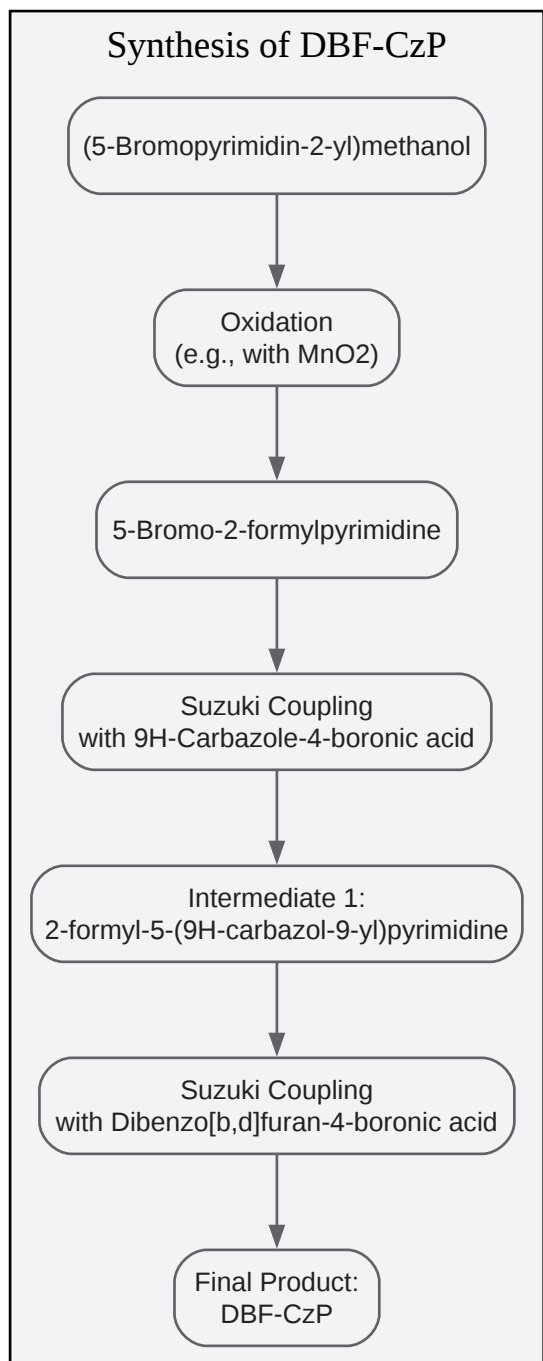 Synthesis of DBF-CzP
(5-Bromopyrimidin-2-yl)methanol
Oxidation
(e.g., with MnO2)
5-Bromo-2-formylpyrimidine
Suzuki Coupling
with 9H-Carbazole-4-boronic acid
Intermediate 1:
2-formyl-5-(9H-carbazol-9-yl)pyrimidine
Suzuki Coupling
with Dibenzo[b,d]furan-4-boronic acid
Final Product:
DBF-CzP